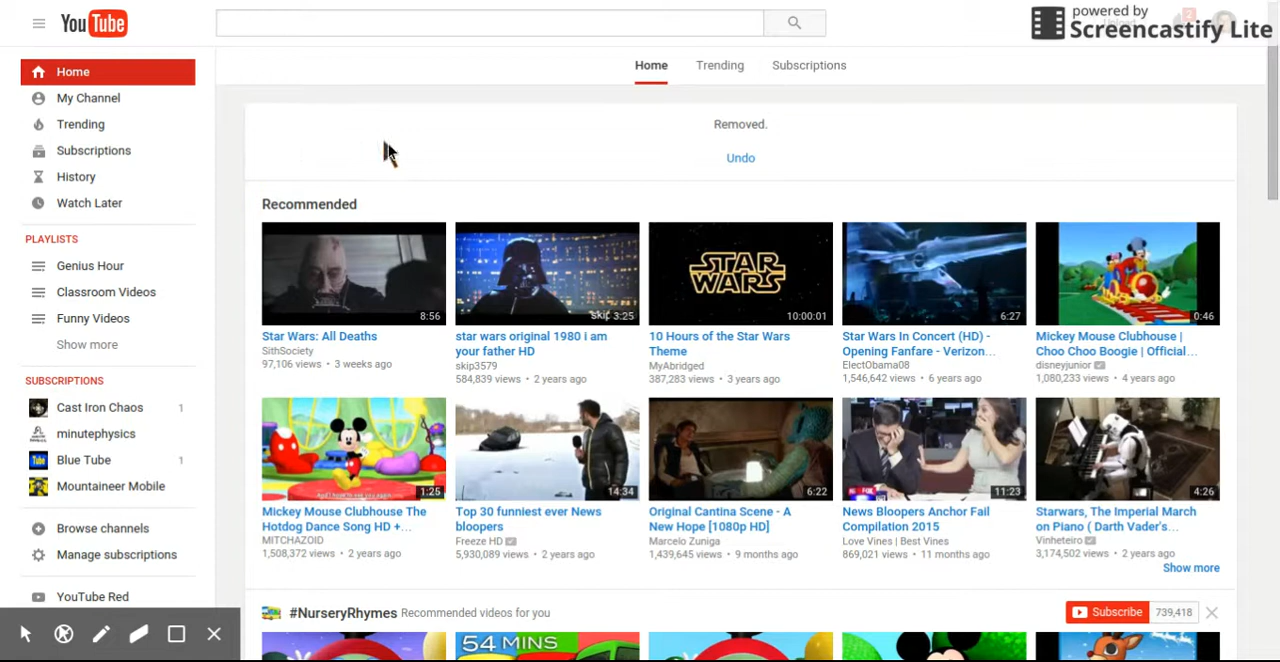 YouTube
powered by
Screencastify Lite
Home
My Channel
Trending
Subscriptions
History
Watch Later
PLAYLISTS
Genius Hour
Classroom Videos
Funny Videos
Show more
SUBSCRIPTIONS
Cast Iron Chaos 1
minutephysics
Blue Tube 1
Mountaineer Mobile
Browse channels
Manage subscriptions
YouTube Red
Home Trending Subscriptions
Removed.
Undo
Recommended
8:56
Star Wars: All Deaths
SithSociety
97,106 views • 3 weeks ago
skip 3:25
star wars original 1980 i am
your father HD
skip3579
584,839 views • 2 years ago
STAR
WARS
10:00:01
10 Hours of the Star Wars
Theme
MyAbridged
387,283 views • 3 years ago
6:27
Star Wars In Concert (HD) -
Opening Fanfare - Verizon...
ElectObama08
1,546,642 views • 6 years ago
0:46
Mickey Mouse Clubhouse |
Choo Choo Boogie | Official...
disneyjunior
1,080,233 views • 4 years ago
1:25
Mickey Mouse Clubhouse The
Hotdog Dance Song HD +...
MITCHAZOID
1,508,372 views • 2 years ago
14:34
Top 30 funniest ever News
bloopers
Freeze HD
5,930,089 views • 2 years ago
6:22
Original Cantina Scene - A
New Hope [1080p HD]
Marcelo Zuniga
1,439,645 views • 9 months ago
11:23
News Bloopers Anchor Fail
Compilation 2015
Love Vines | Best Vines
869,021 views • 11 months ago
4:26
Starwars, The Imperial March
on Piano ( Darth Vader's...
Vinheteiro
3,174,502 views • 2 years ago
Show more
#NurseryRhymes Recommended videos for you
Subscribe 739,418
54 MINS